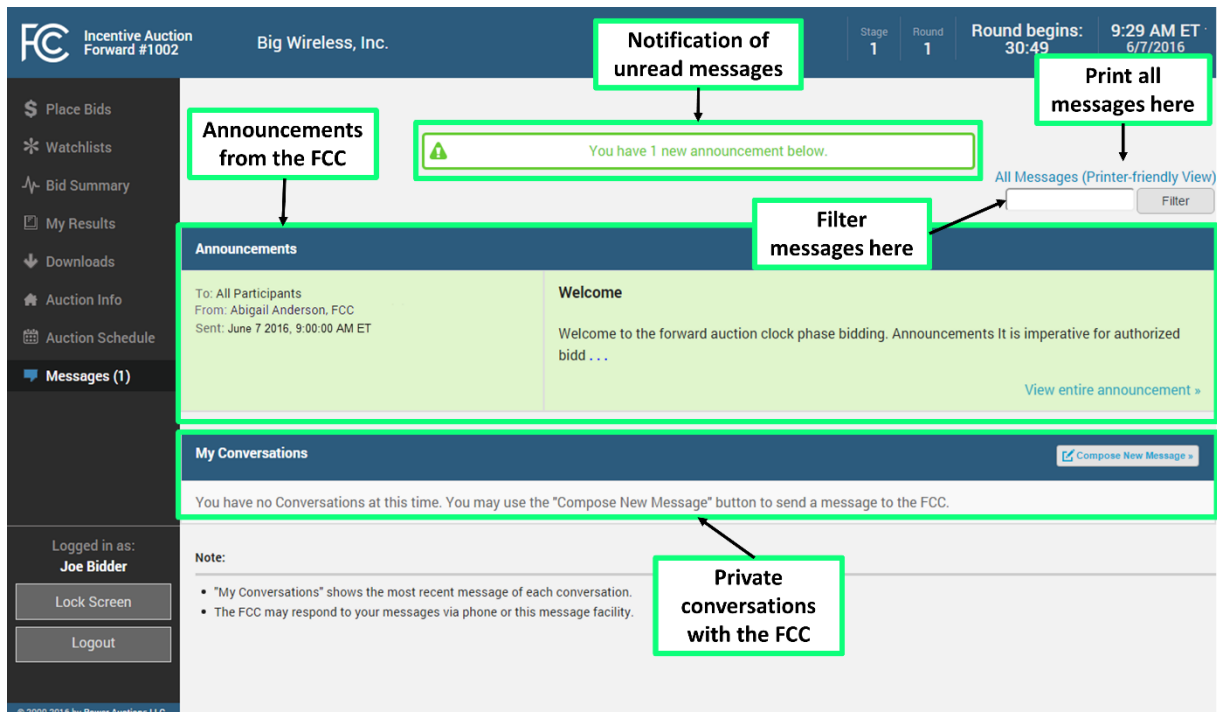 FCC
Incentive Auction
Forward #1002
Big Wireless, Inc.
Notification of
unread messages
Stage
1
Round
1
Round begins:
30:49
9:29 AM ET
6/7/2016
Print all
messages here
$ Place Bids
Watchlists
Bid Summary
My Results
Downloads
Auction Info
Auction Schedule
Messages (1)
Announcements
from the FCC
You have 1 new announcement below.
All Messages (Printer-friendly View)
Filter
Filter
messages here
Announcements
To: All Participants
From: Abigail Anderson, FCC
Sent: June 7 2016, 9:00:00 AM ET
Welcome
Welcome to the forward auction clock phase bidding. Announcements It is imperative for authorized
bidd . . .
View entire announcement »
My Conversations
Compose New Message »
You have no Conversations at this time. You may use the "Compose New Message" button to send a message to the FCC.
Logged in as:
Joe Bidder
Lock Screen
Logout
Note:
• "My Conversations" shows the most recent message of each conversation.
• The FCC may respond to your messages via phone or this message facility.
Private
conversations
with the FCC
© 2000-2016 by Power Auctions LLC